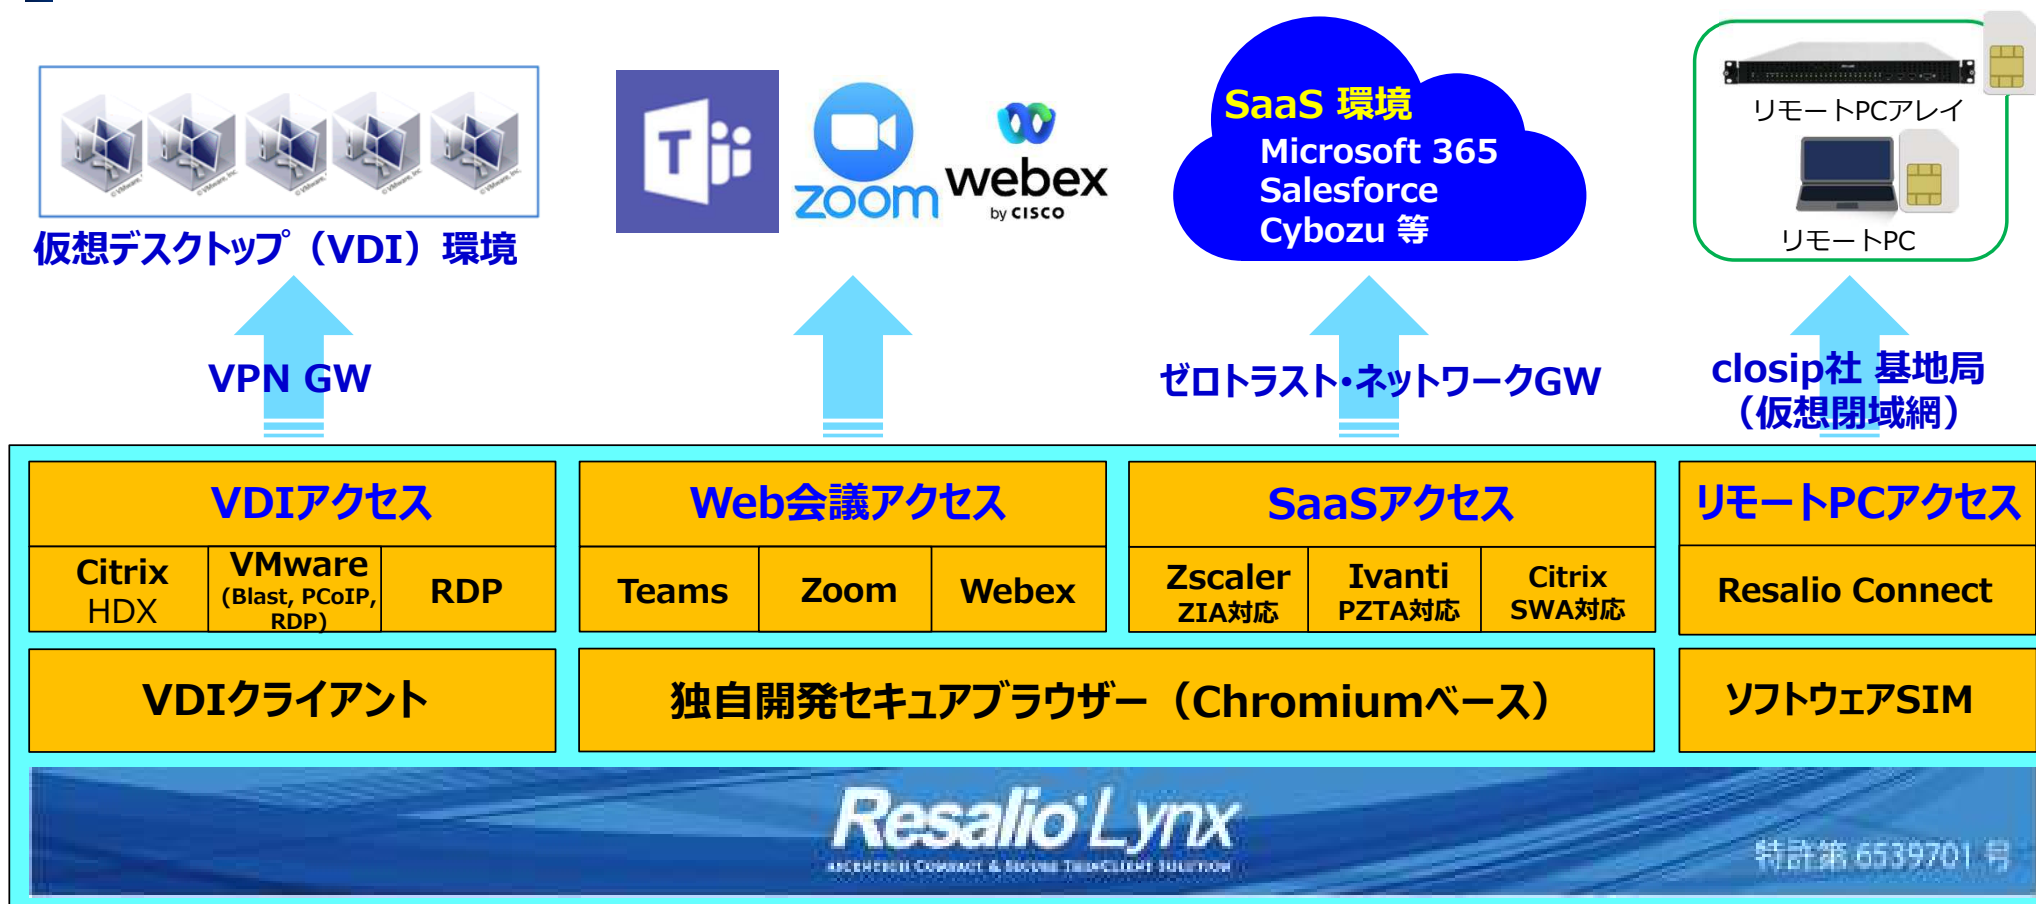 仮想デスクトップ（VDI）環境
T
zoom
webex
by CISCO
SaaS 環境
Microsoft 365
Salesforce
Cybozu 等
リモートPCアレイ
リモートPC
VPN GW
ゼロトラスト・ネットワークGW
closip社 基地局
（仮想閉域網）
VDIアクセス
Citrix
HDX
VMware
(Blast, PCoIP,
RDP)
RDP
Web会議アクセス
Teams
Zoom
Webex
SaaSアクセス
Zscaler
ZIA対応
Ivanti
PZTA対応
Citrix
SWA対応
リモートPCアクセス
Resalio Connect
VDIクライアント
独自開発セキュアブラウザー（Chromiumベース）
ソフトウェアSIM
Resalio Lynx
ASCENTECH COMPACT & SECURE THINCLIENT SOLUTION
特許第 6539701 号